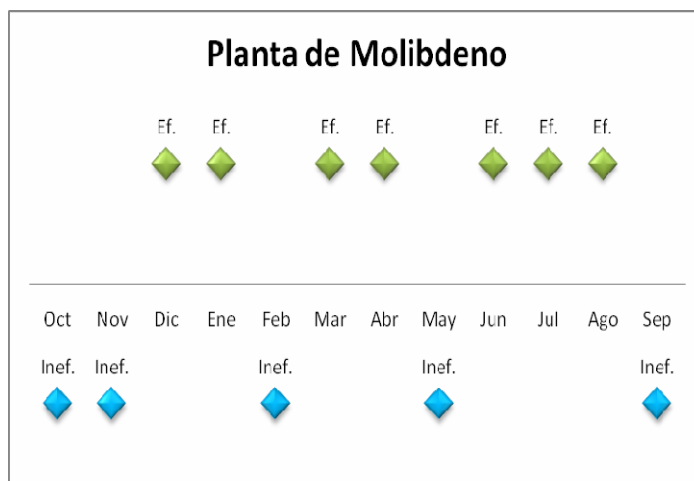 Planta de Molibdeno
Ef. Ef. Ef. Ef. Ef. Ef. Ef.
Oct Nov Dic Ene Feb Mar Abr May Jun Jul Ago Sep
Inef. Inef. Inef. Inef. Inef.